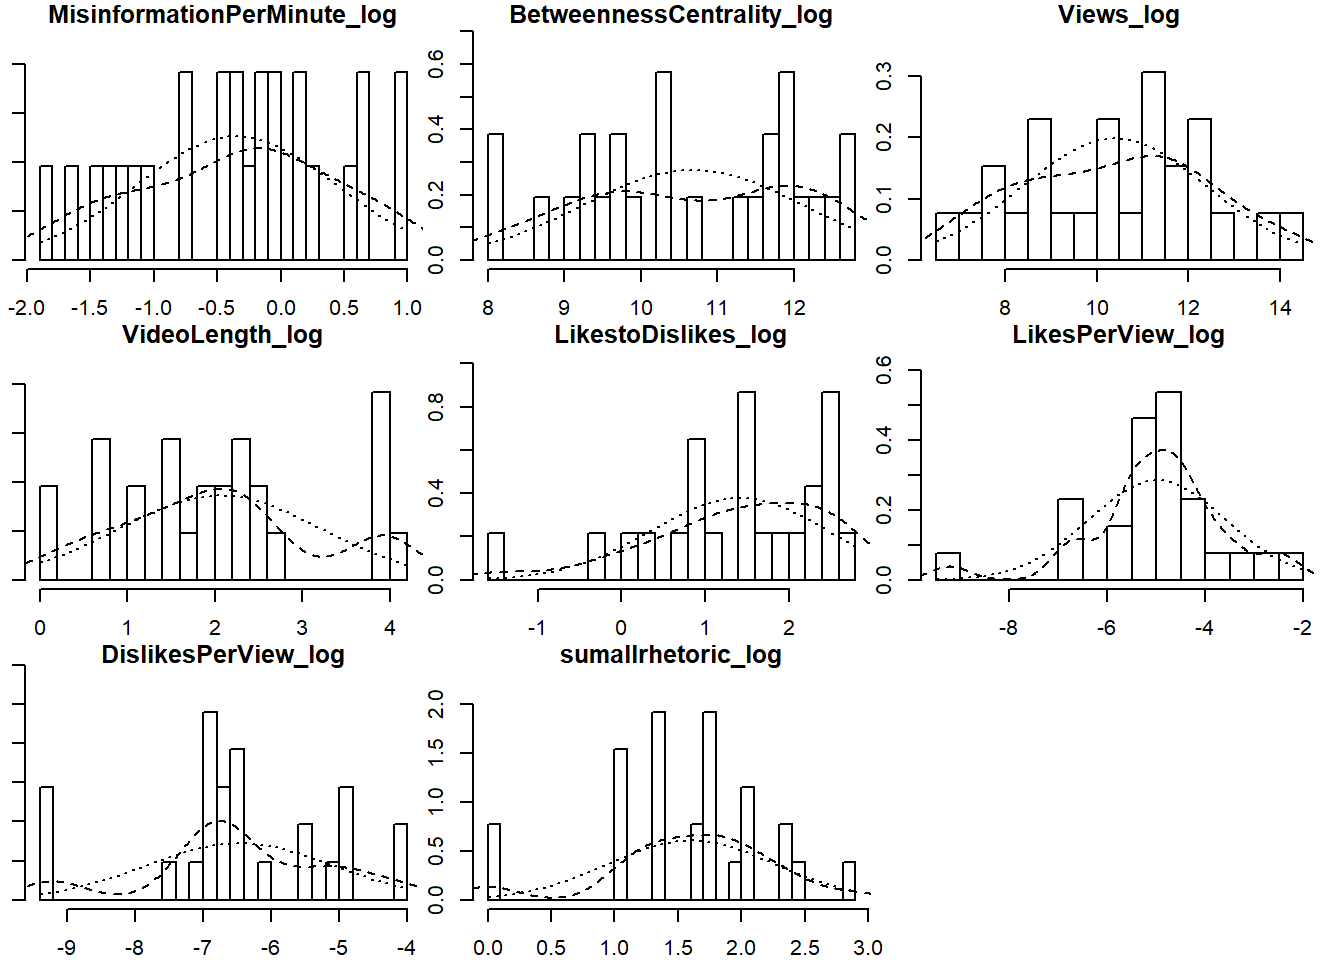 MisinformationPerMinute_log
BetweennessCentrality_log
Views_log
0.0 0.2 0.4 0.6
0.0 0.1 0.2 0.3
-2.0 -1.0 -0.5 0.0 0.5 1.0
8 9 10 11 12
8 10 12 14
VideoLength_log
LikestoDislikes_log
LikesPerView_log
0.0 0.4 0.8
0.0 0.2 0.4 0.6
0 1 2 3 4
-1 0 1 2
-8 -6 -4 -2
DislikesPerView_log
sumallrhetoric_log
0.0 0.5 1.0 1.5 2.0
-9 -8 -7 -6 -5 -4
0.0 0.5 1.0 1.5 2.0 2.5 3.0